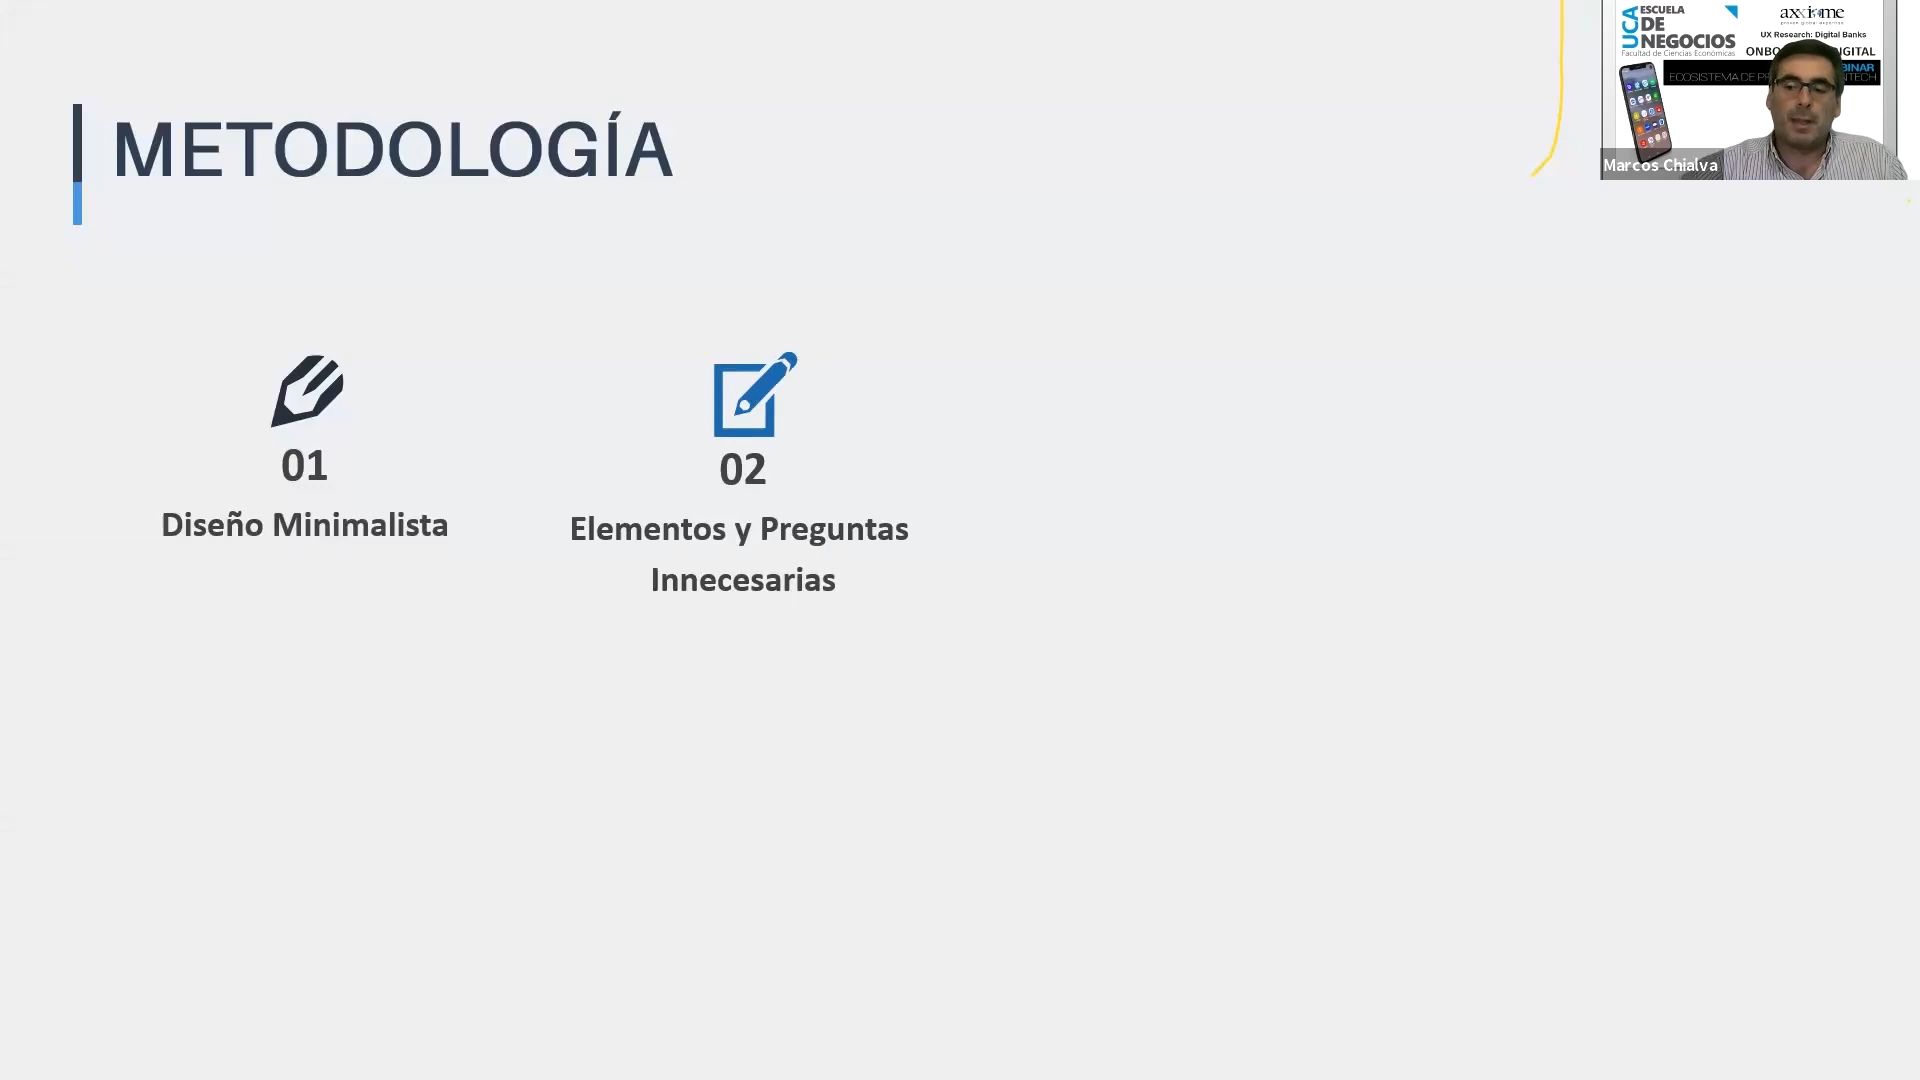 METODOLOGÍA
01
Diseño Minimalista
02
Elementos y Preguntas
Innecesarias
UCA
ESCUELA
DE
NEGOCIOS
Facultad de Ciencias Económicas
axxiome
UX Research: Digital Banks
Marcos Chialva